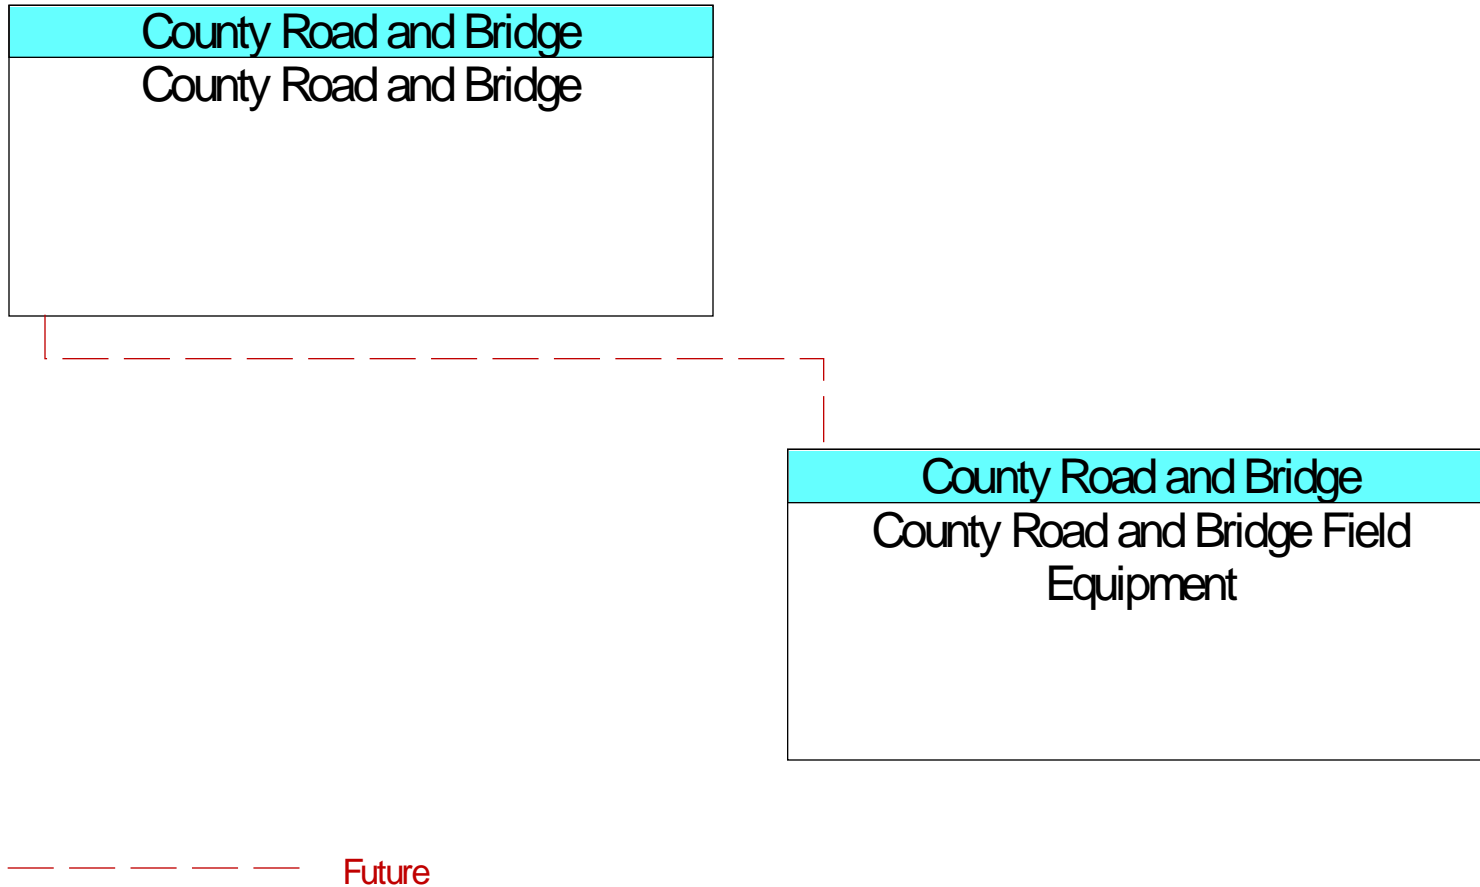 County Road and Bridge
County Road and Bridge
County Road and Bridge
County Road and Bridge Field
Equipment
Future